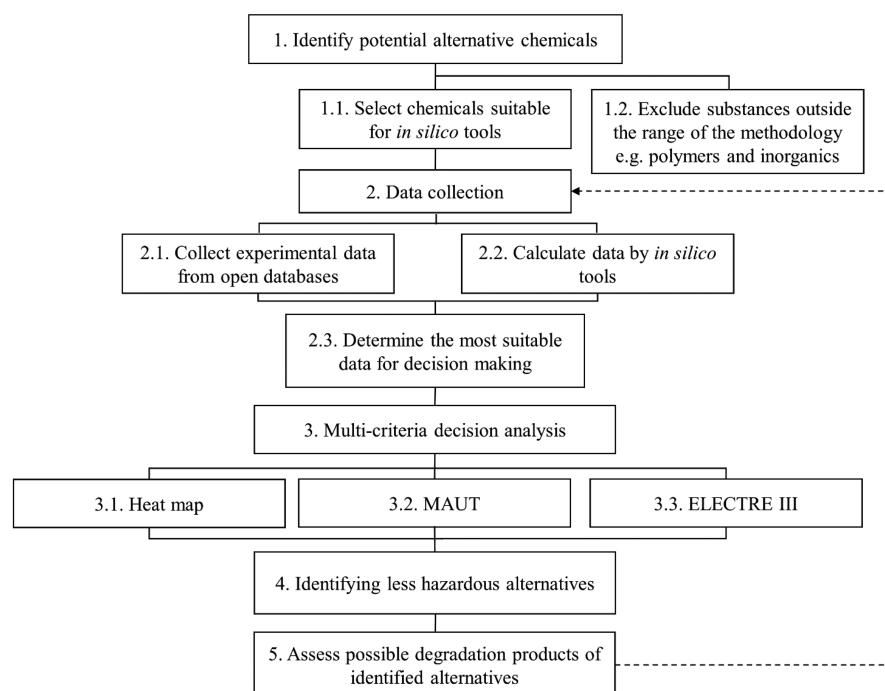 1. Identify potential alternative chemicals
1.1. Select chemicals suitable
for in silico tools
1.2. Exclude substances outside
the range of the methodology
e.g. polymers and inorganics
2. Data collection
2.1. Collect experimental data
from open databases
2.2. Calculate data by in silico
tools
2.3. Determine the most suitable
data for decision making
3. Multi-criteria decision analysis
3.1. Heat map
3.2. MAUT
3.3. ELECTRE III
4. Identifying less hazardous alternatives
5. Assess possible degradation products of
identified alternatives